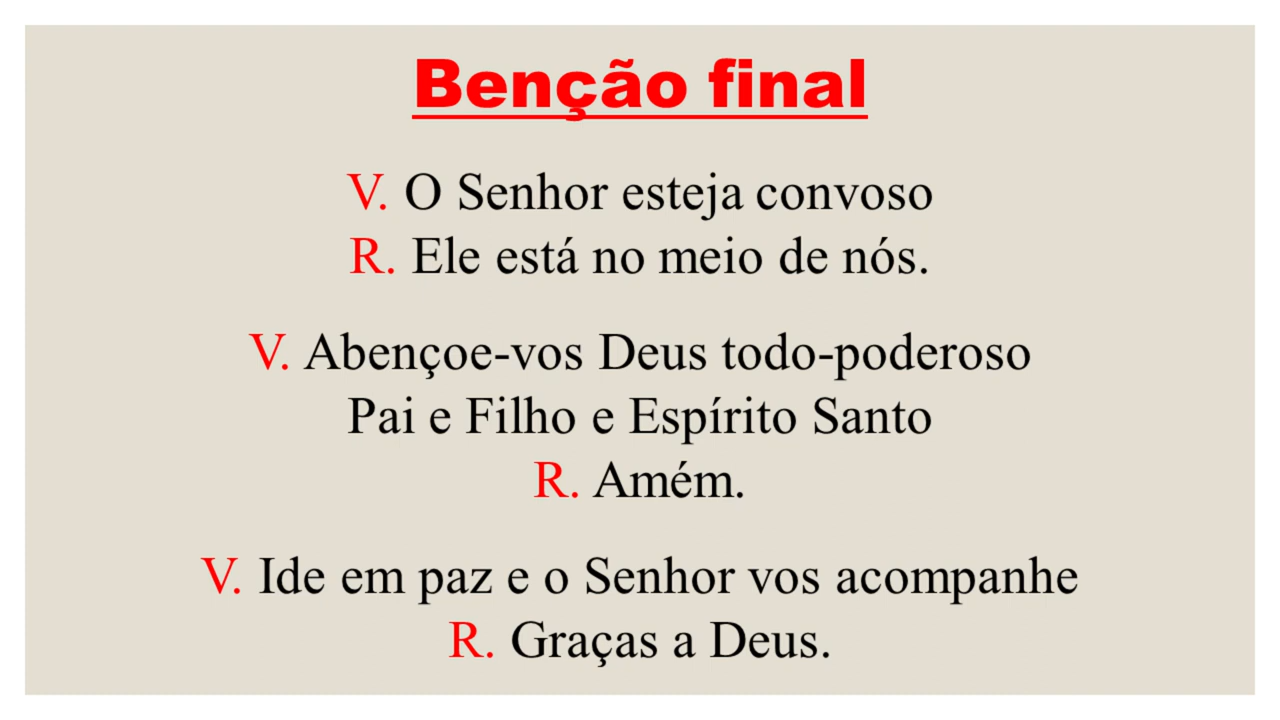 Benção final
V. O Senhor esteja convoso
R. Ele está no meio de nós.
V. Abençoe-vos Deus todo-poderoso
Pai e Filho e Espírito Santo
R. Amém.
V. Ide em paz e o Senhor vos acompanhe
R. Graças a Deus.